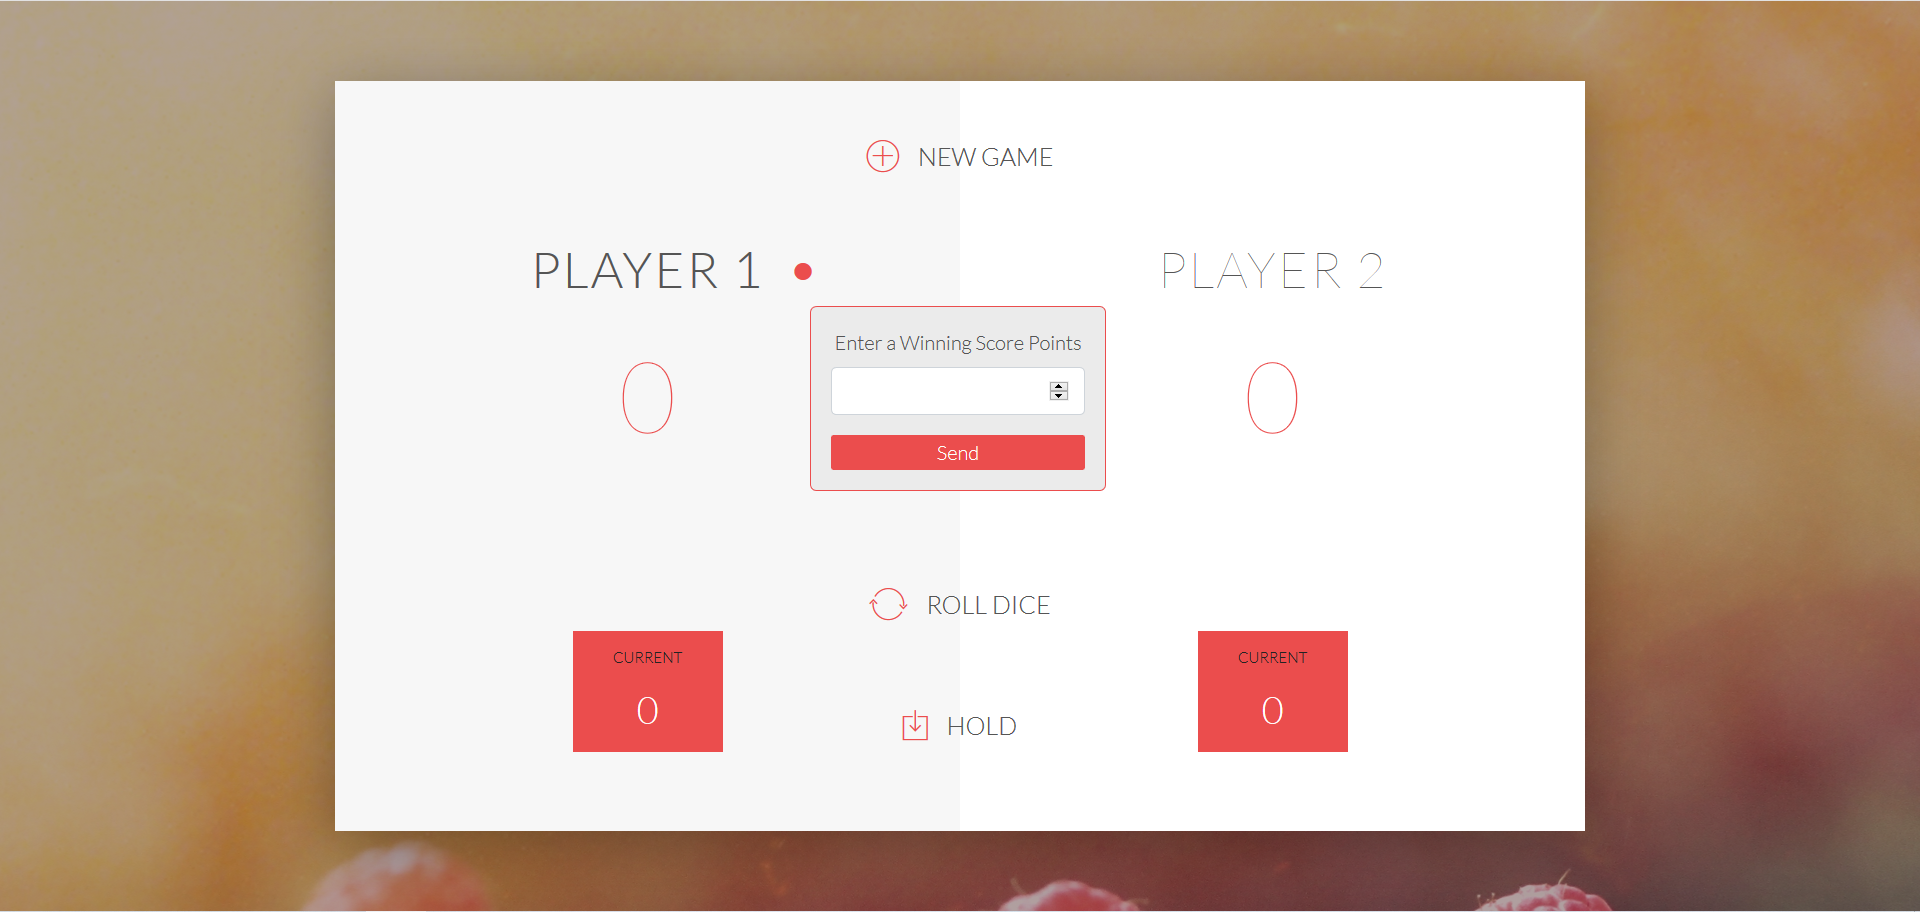 NEW GAME
PLAYER 1
PLAYER 2
Enter a Winning Score Points
0
0
Send
ROLL DICE
CURRENT
0
CURRENT
0
HOLD